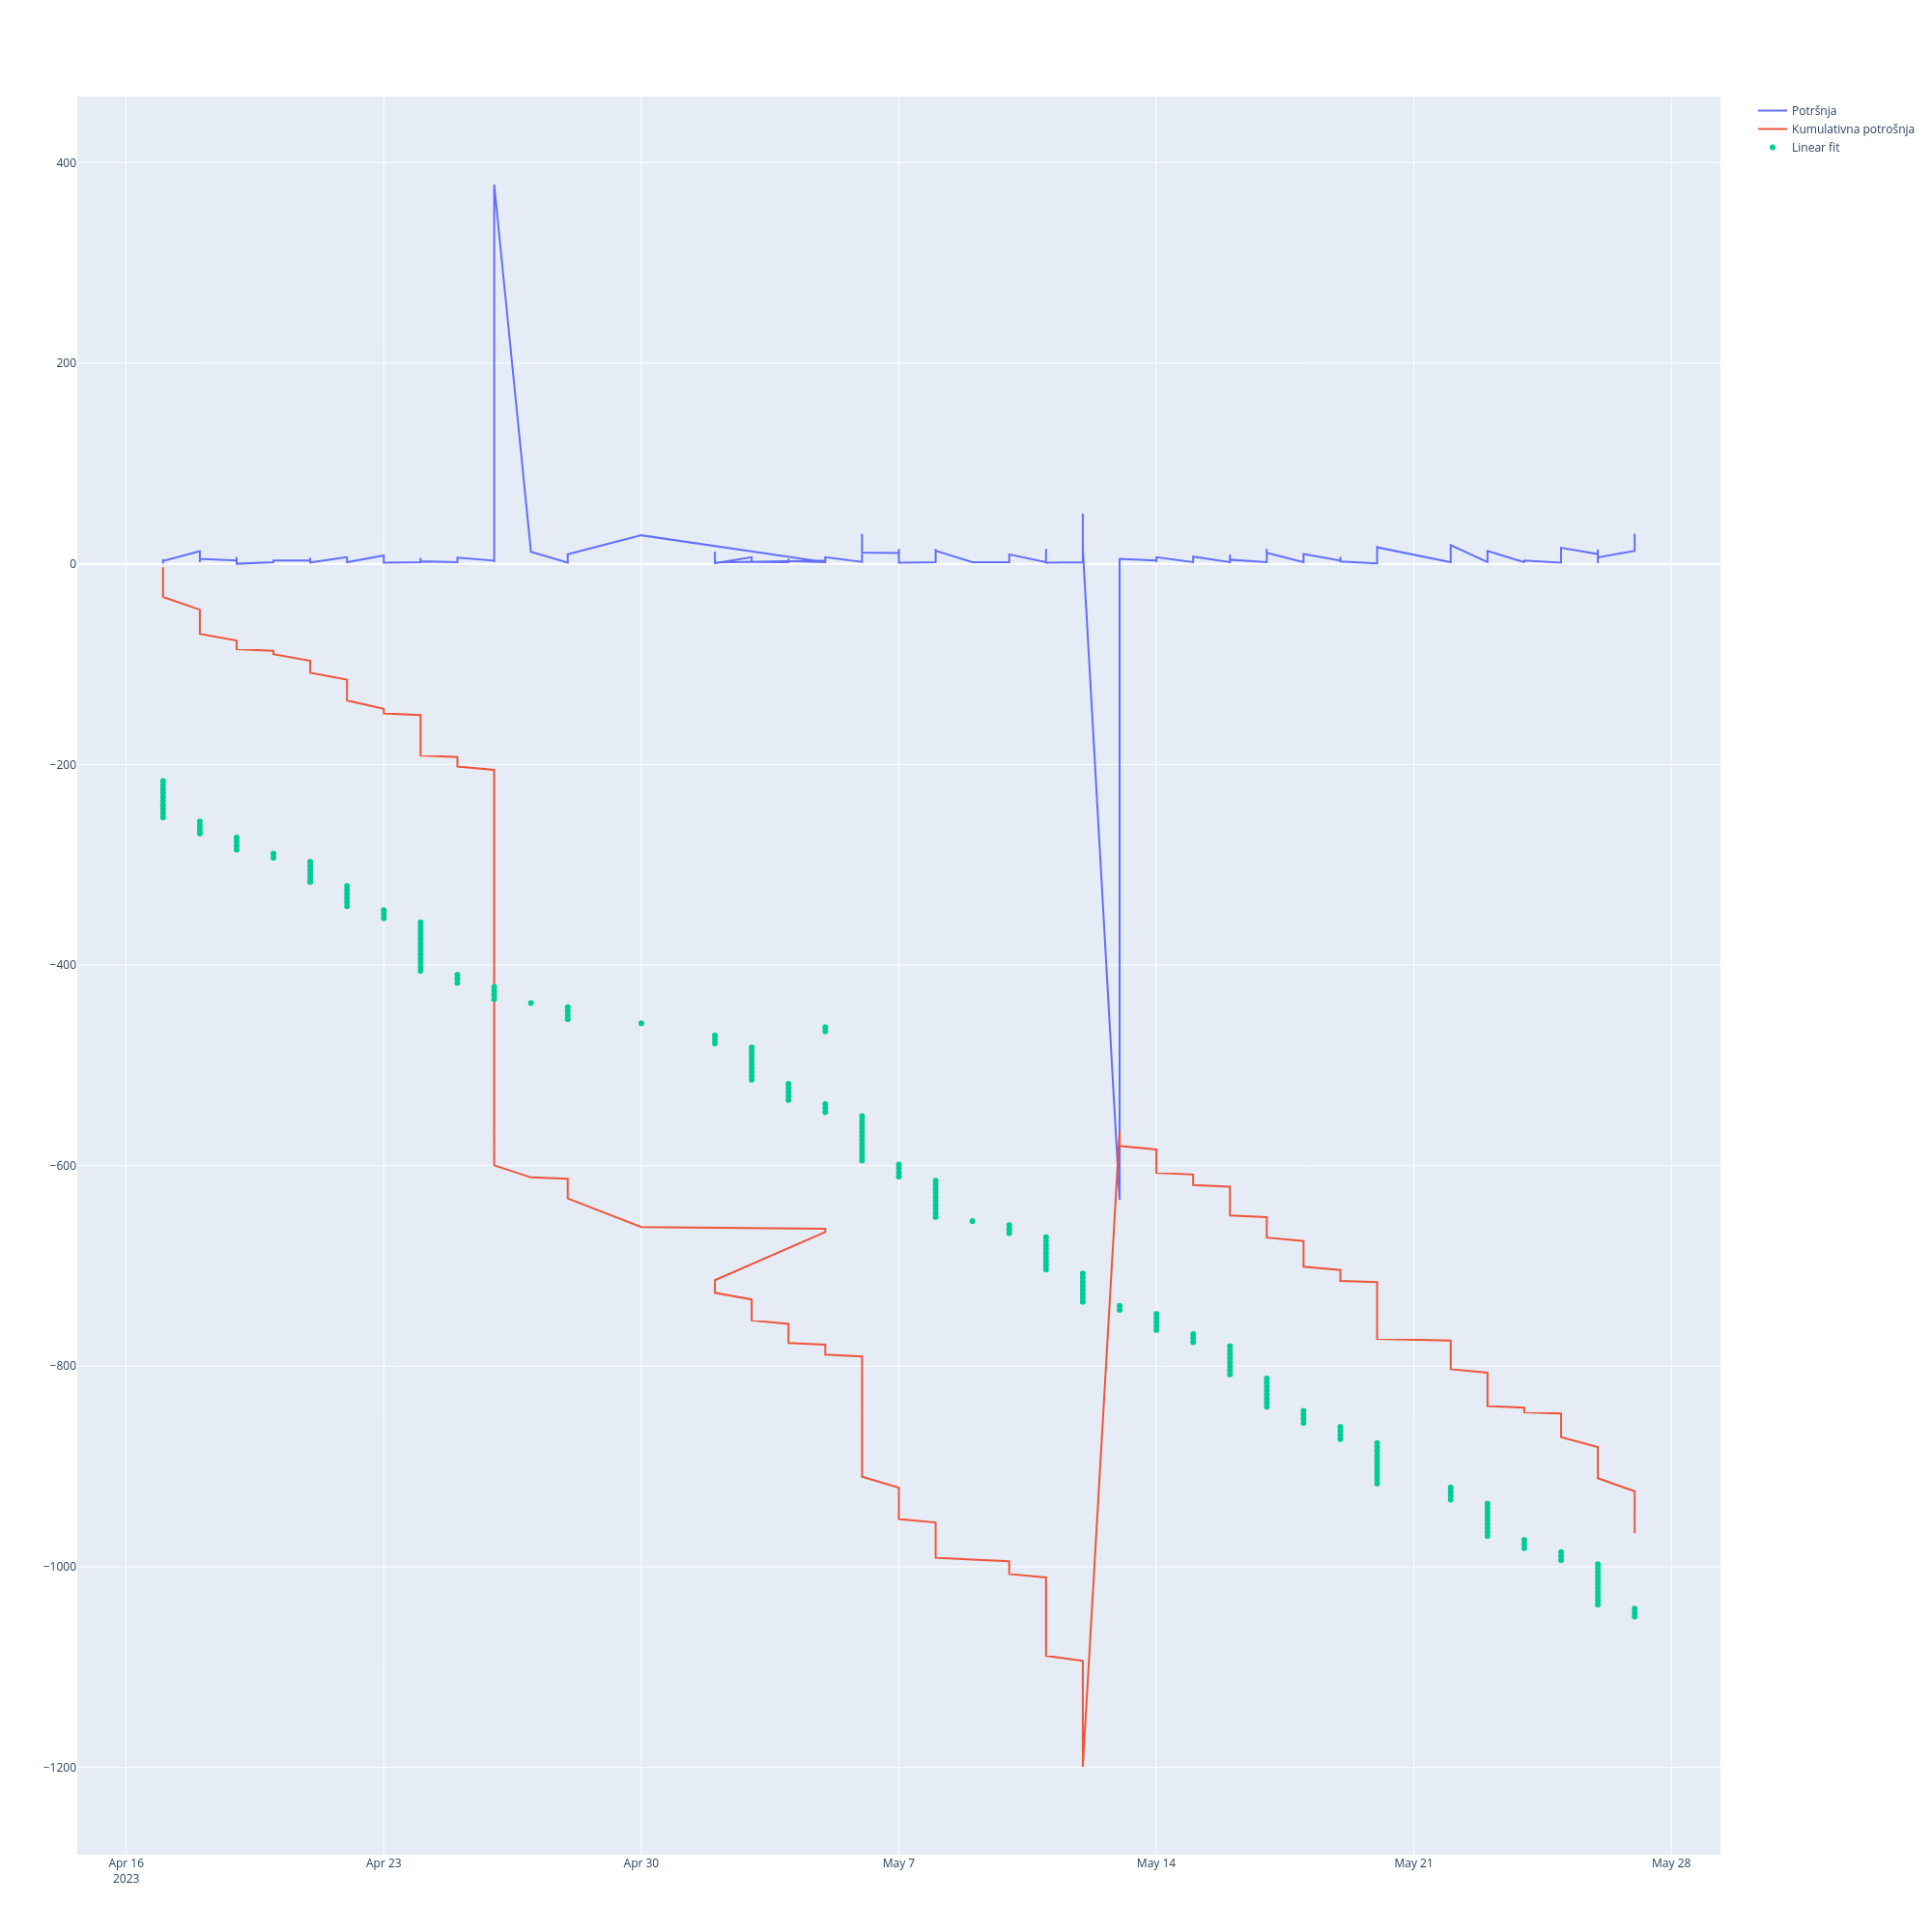 Potršnja
Kumulativna potrošnja
Linear fit
400
200
0
−200
−400
−600
−800
−1000
−1200
Apr 16
2023
Apr 23
Apr 30
May 7
May 14
May 21
May 28